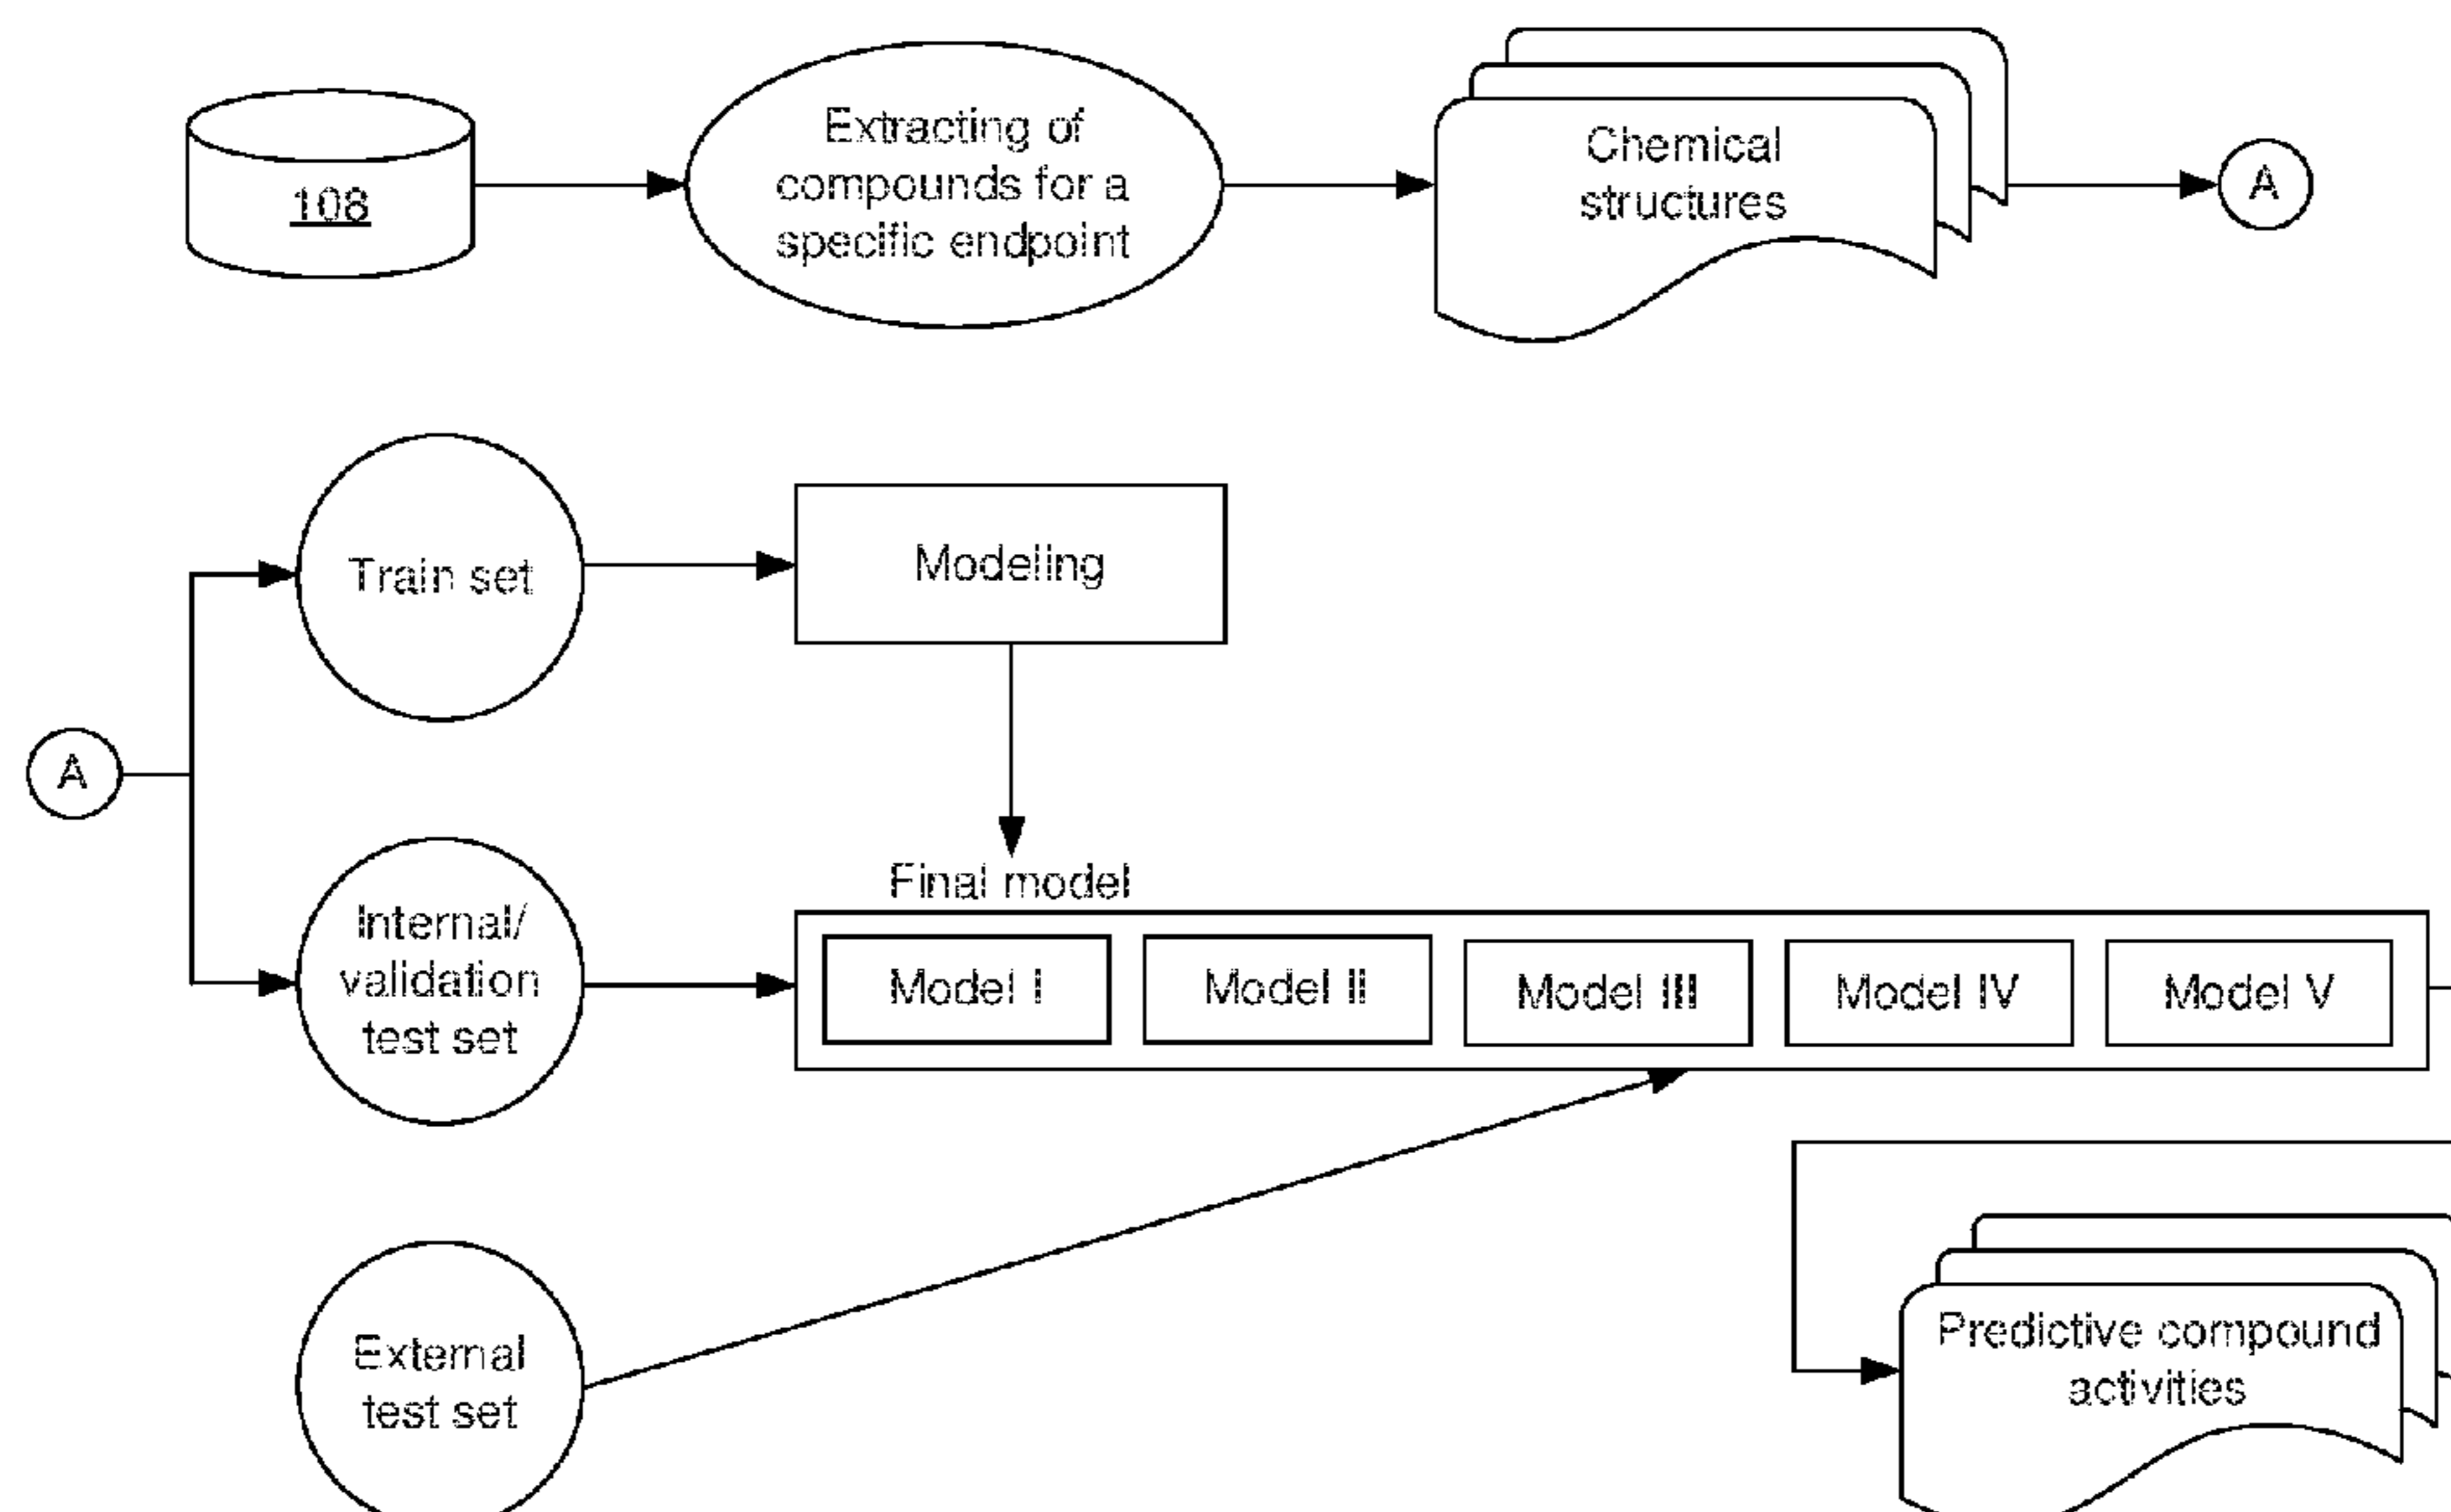 108
Extracting of
compounds for a
specific endpoint
Chemical
structures
A
Train set
Modeling
A
Final model
Internal/
validation
test set
Model I
Model II
Model III
Model IV
Model V
External
test set
Predictive compound
activities